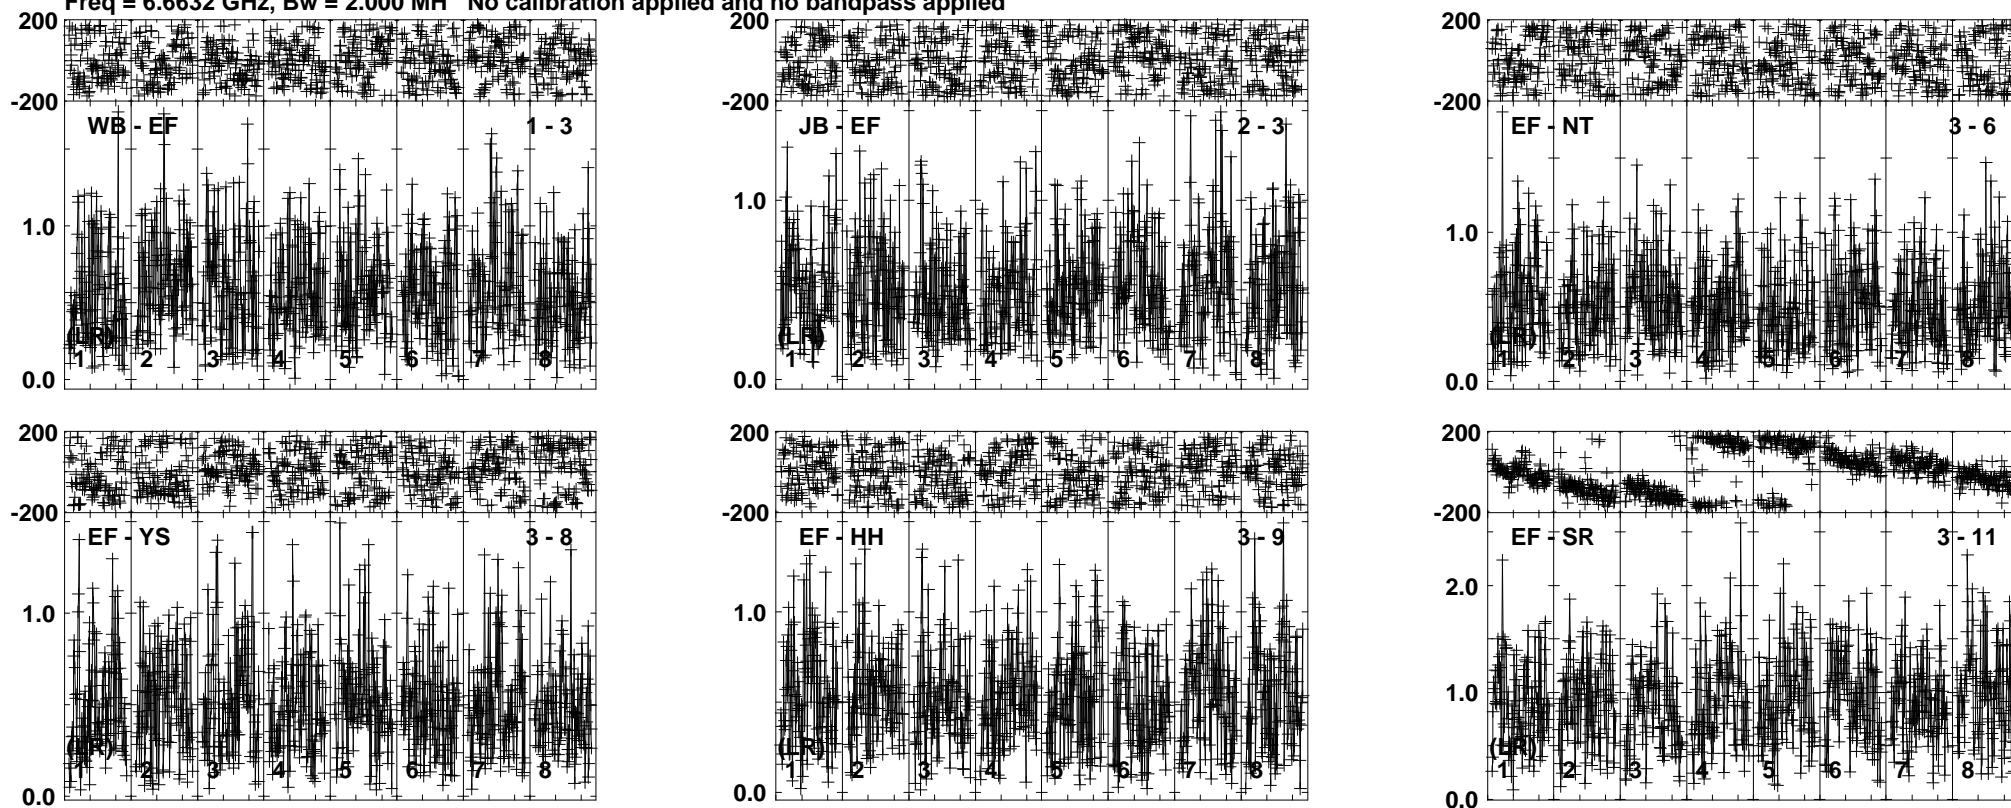 Freq = 6.6632 GHz, Bw = 2.000 MH No calibration applied and no bandpass applied
200
-200
WB - EF 1 - 3
1.0
(LR)
1 2 3 4 5 6 7 8
0.0
200
-200
JB - EF 2 - 3
1.0
(LR)
1 2 3 4 5 6 7 8
0.0
200
-200
EF - NT 3 - 6
1.0
(LR)
1 2 3 4 5 6 7 8
0.0
200
-200
EF - YS 3 - 8
1.0
(LR)
1 2 3 4 5 6 7 8
0.0
200
-200
EF - HH 3 - 9
1.0
(LR)
1 2 3 4 5 6 7 8
0.0
200
-200
EF - SR 3 - 11
2.0
1.0
(LR)
1 2 3 4 5 6 7 8
0.0